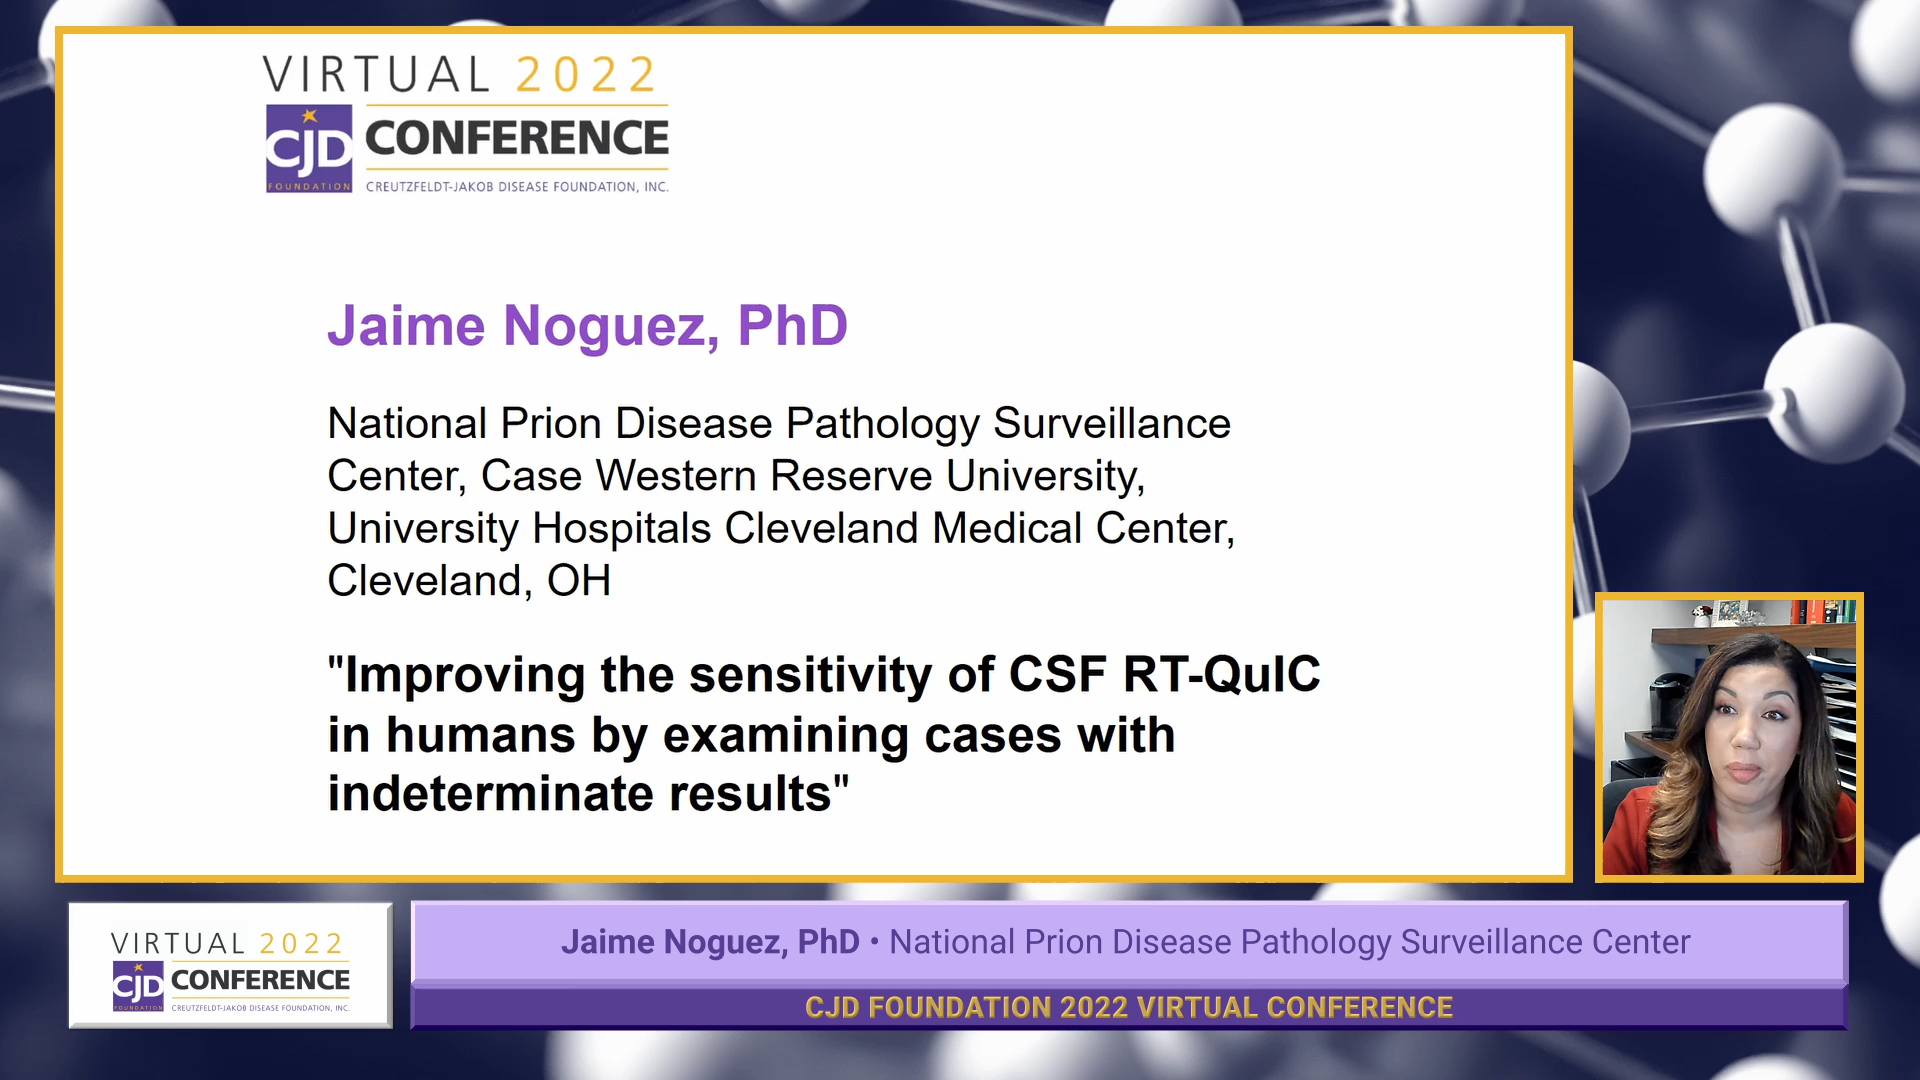 VIRTUAL 2022
CJD
FOUNDATION
CONFERENCE
CREUTZFELDT-JAKOB DISEASE FOUNDATION, INC.
Jaime Noguez, PhD
National Prion Disease Pathology Surveillance
Center, Case Western Reserve University,
University Hospitals Cleveland Medical Center,
Cleveland, OH
"Improving the sensitivity of CSF RT-QuIC
in humans by examining cases with
indeterminate results"
VIRTUAL 2022
CJD
FOUNDATION
CONFERENCE
CREUTZFELDT-JAKOB DISEASE FOUNDATION, INC.
Jaime Noguez, PhD • National Prion Disease Pathology Surveillance Center
CJD FOUNDATION 2022 VIRTUAL CONFERENCE